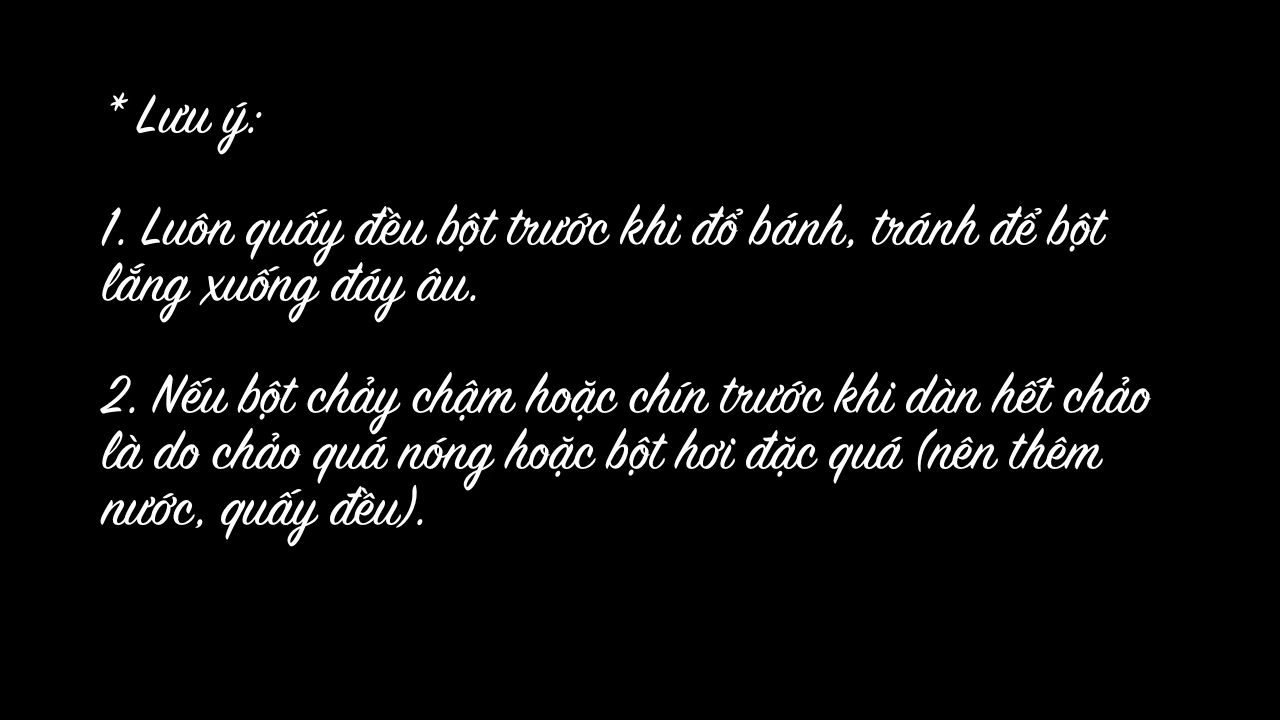 * Lưu ý:
1. Luôn quấy đều bột trước khi đổ bánh, tránh để bột
lắng xuống đáy âu.
2. Nếu bột chảy chậm hoặc chín trước khi dàn hết chảo
là do chảo quá nóng hoặc bột hơi đặc quá (nên thêm
nước, quấy đều).